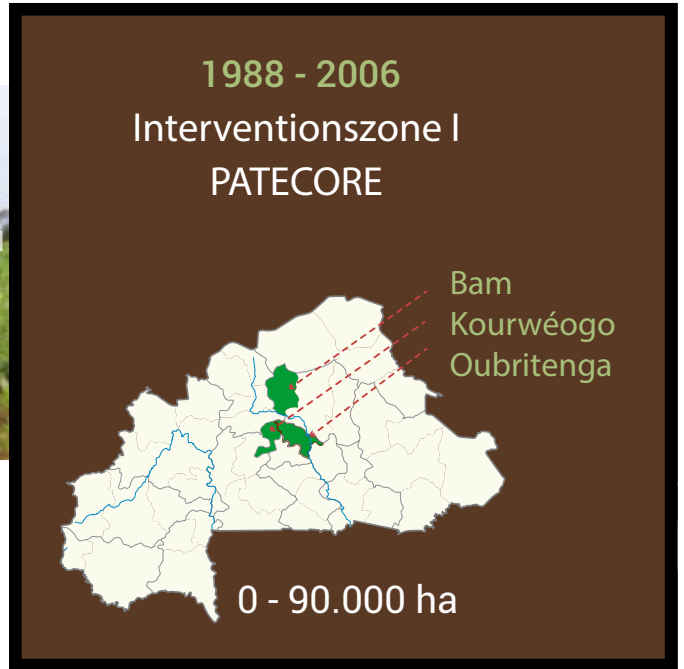 1988 - 2006
Interventionszone I
PATECORE
Bam
Kourwéogo
Oubritenga
0 - 90.000 ha